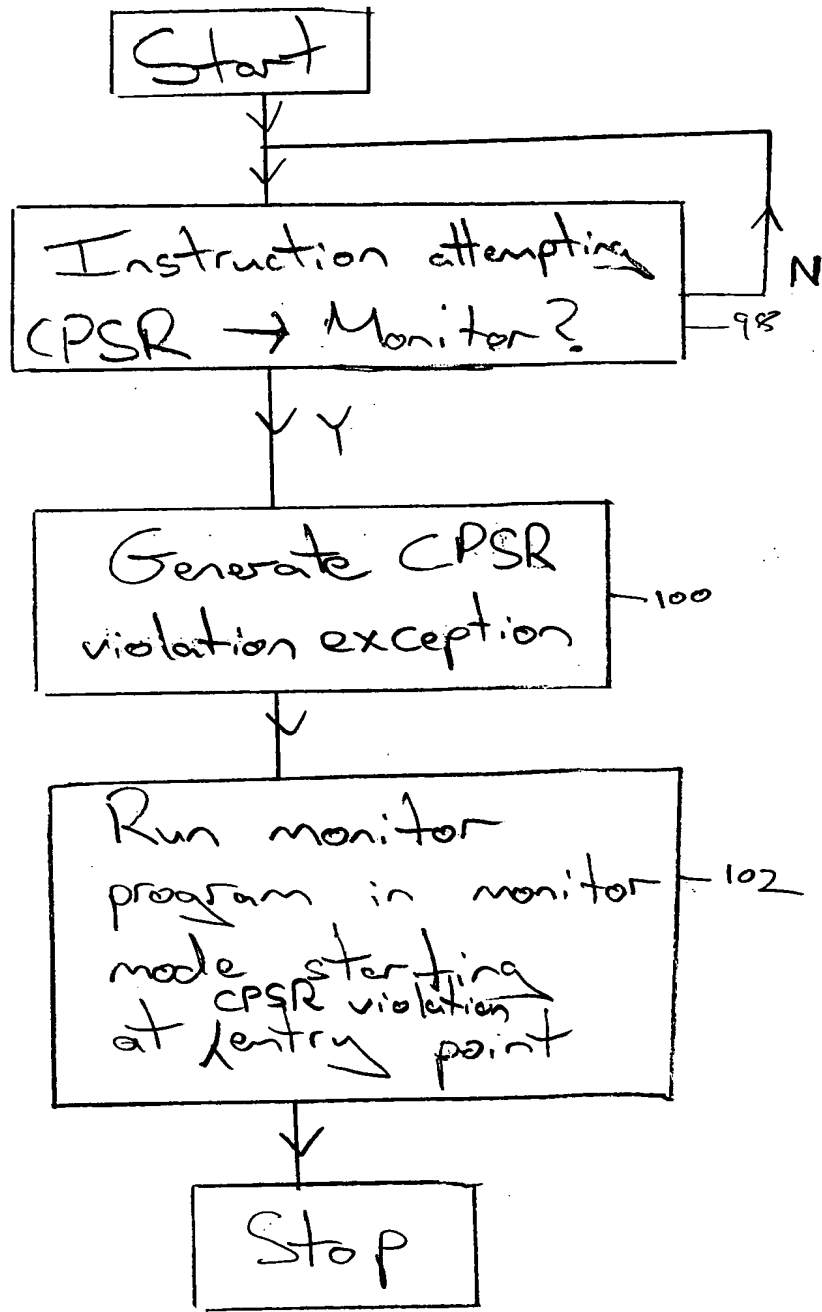 Start
Instruction attempting
CPSR → Monitor?
N
98
Y
Generate CPSR
violation exception
100
Run monitor
program in monitor
102
mode starting
CPSR violation
at entry point
Stop